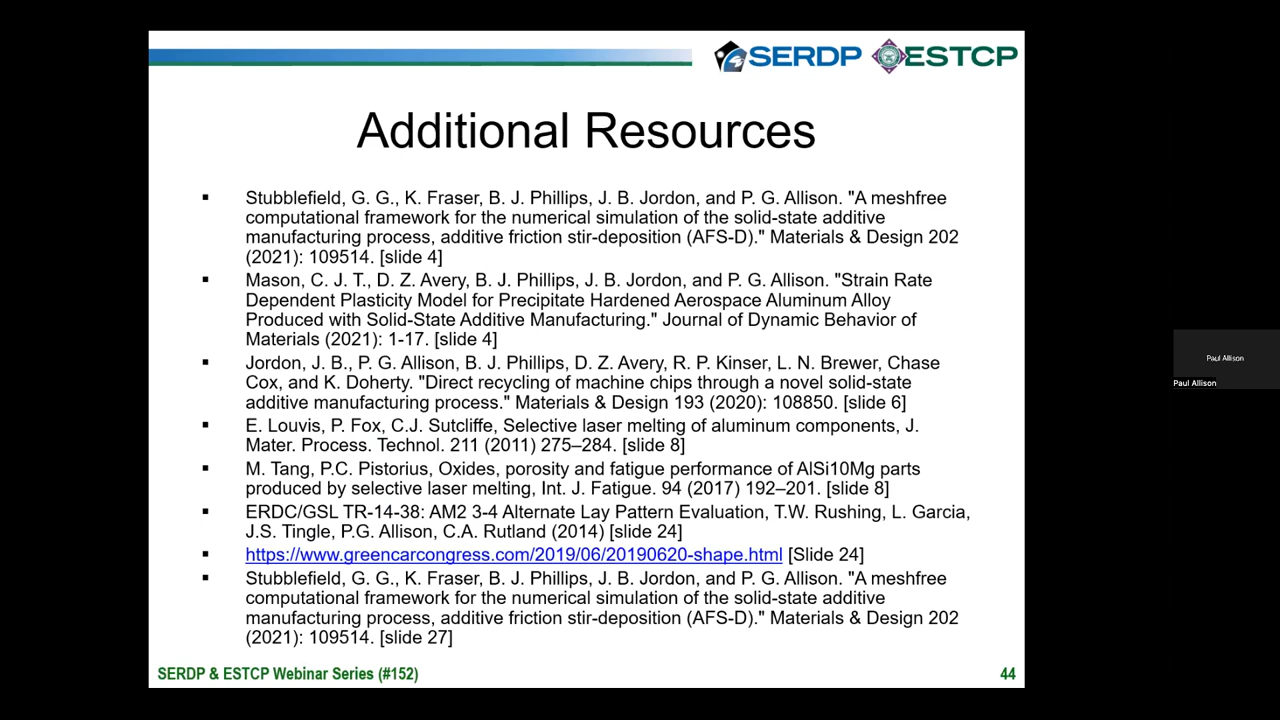 SERDP ESTCP
Additional Resources
▪ Stubblefield, G. G., K. Fraser, B. J. Phillips, J. B. Jordon, and P. G. Allison. "A meshfree
computational framework for the numerical simulation of the solid-state additive
manufacturing process, additive friction stir-deposition (AFS-D)." Materials & Design 202
(2021): 109514. [slide 4]
▪ Mason, C. J. T., D. Z. Avery, B. J. Phillips, J. B. Jordon, and P. G. Allison. "Strain Rate
Dependent Plasticity Model for Precipitate Hardened Aerospace Aluminum Alloy
Produced with Solid-State Additive Manufacturing." Journal of Dynamic Behavior of
Materials (2021): 1-17. [slide 4]
▪ Jordon, J. B., P. G. Allison, B. J. Phillips, D. Z. Avery, R. P. Kinser, L. N. Brewer, Chase
Cox, and K. Doherty. "Direct recycling of machine chips through a novel solid-state
additive manufacturing process." Materials & Design 193 (2020): 108850. [slide 6]
▪ E. Louvis, P. Fox, C.J. Sutcliffe, Selective laser melting of aluminum components, J.
Mater. Process. Technol. 211 (2011) 275–284. [slide 8]
▪ M. Tang, P.C. Pistorius, Oxides, porosity and fatigue performance of AlSi10Mg parts
produced by selective laser melting, Int. J. Fatigue. 94 (2017) 192–201. [slide 8]
▪ ERDC/GSL TR-14-38: AM2 3-4 Alternate Lay Pattern Evaluation, T.W. Rushing, L. Garcia,
J.S. Tingle, P.G. Allison, C.A. Rutland (2014) [slide 24]
▪ https://www.greencarcongress.com/2019/06/20190620-shape.html [Slide 24]
▪ Stubblefield, G. G., K. Fraser, B. J. Phillips, J. B. Jordon, and P. G. Allison. "A meshfree
computational framework for the numerical simulation of the solid-state additive
manufacturing process, additive friction stir-deposition (AFS-D)." Materials & Design 202
(2021): 109514. [slide 27]
SERDP & ESTCP Webinar Series (#152)
44
Paul Allison
Paul Allison